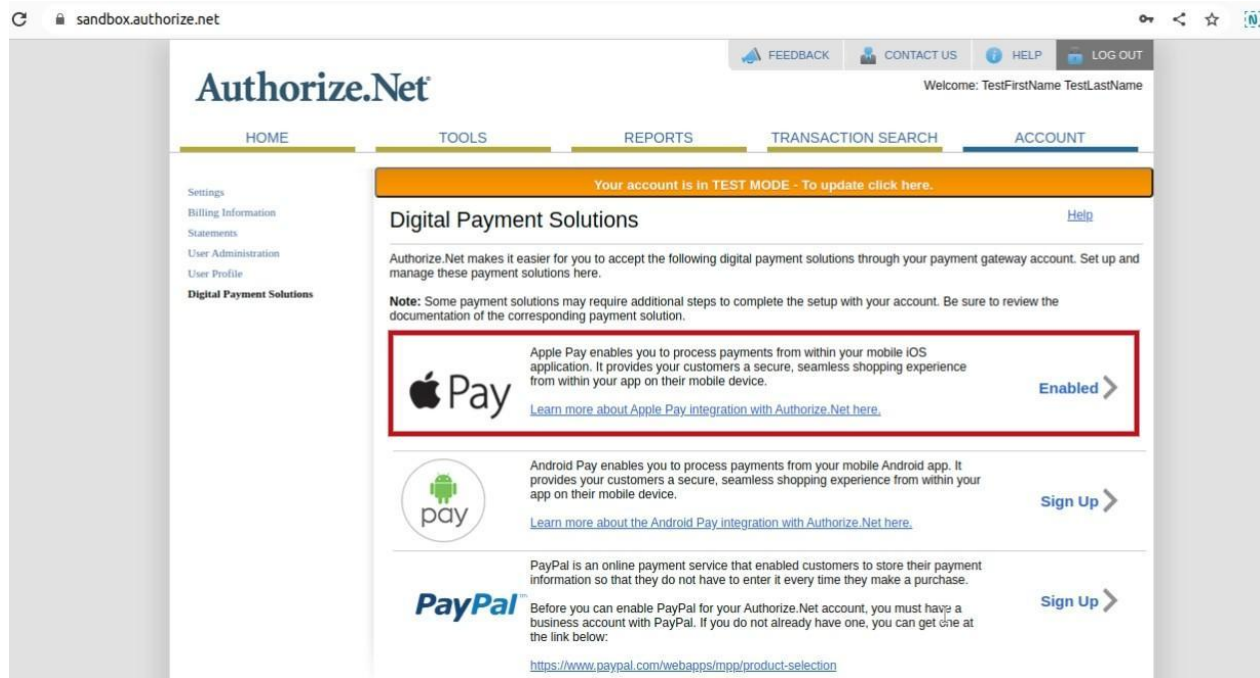 sandbox.authorize.net
FEEDBACK
CONTACT US
HELP
LOG OUT
Authorize.Net
Welcome: TestFirstName TestLastName
HOME
TOOLS
REPORTS
TRANSACTION SEARCH
ACCOUNT
Settings
Billing Information
Statements
User Administration
User Profile
Digital Payment Solutions
Your account is in TEST MODE - To update click here.
Digital Payment Solutions
Help
Authorize.Net makes it easier for you to accept the following digital payment solutions through your payment gateway account. Set up and
manage these payment solutions here.
Note: Some payment solutions may require additional steps to complete the setup with your account. Be sure to review the
documentation of the corresponding payment solution.
Pay
Apple Pay enables you to process payments from within your mobile iOS
application. It provides your customers a secure, seamless shopping experience
from within your app on their mobile device.
Learn more about Apple Pay integration with Authorize.Net here.
Enabled
pay
Android Pay enables you to process payments from your mobile Android app. It
provides your customers a secure, seamless shopping experience from within your
app on their mobile device.
Learn more about the Android Pay integration with Authorize.Net here.
Sign Up
PayPal
PayPal is an online payment service that enabled customers to store their payment
information so that they do not have to enter it every time they make a purchase.
Before you can enable PayPal for your Authorize.Net account, you must have a
business account with PayPal. If you do not already have one, you can get one at
the link below:
https://www.paypal.com/webapps/mpp/product-selection
Sign Up